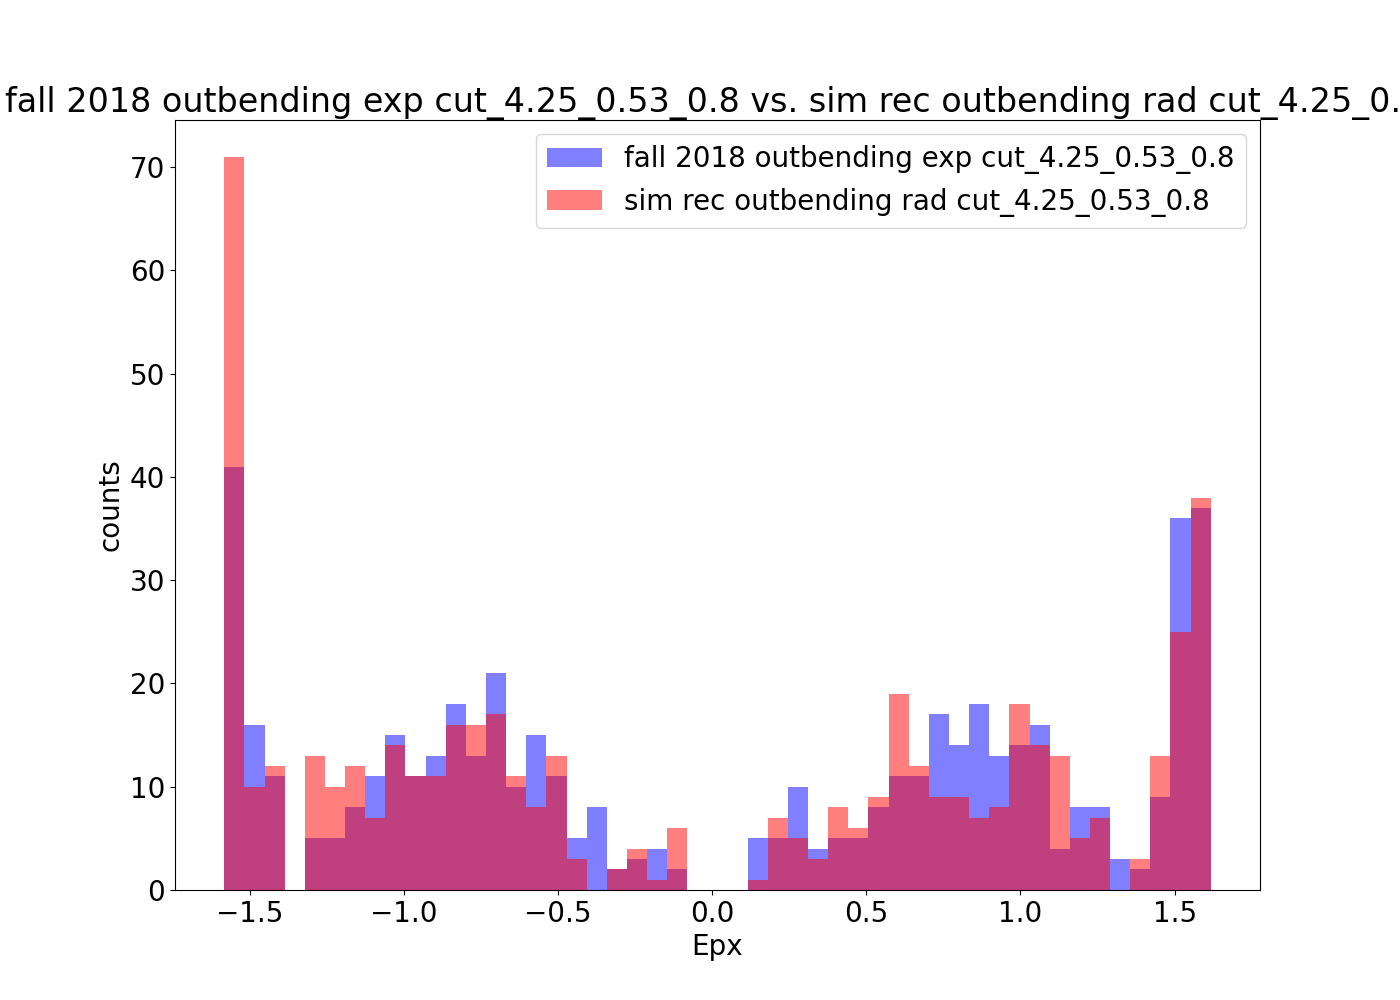 fall 2018 outbending exp cut_4.25_0.53_0.8 vs. sim rec outbending rad cut_4.25_0.
fall 2018 outbending exp cut_4.25_0.53_0.8
sim rec outbending rad cut_4.25_0.53_0.8
70
60
50
40
30
20
10
0
counts
−1.5 −1.0 −0.5 0.0 0.5 1.0 1.5
Epx